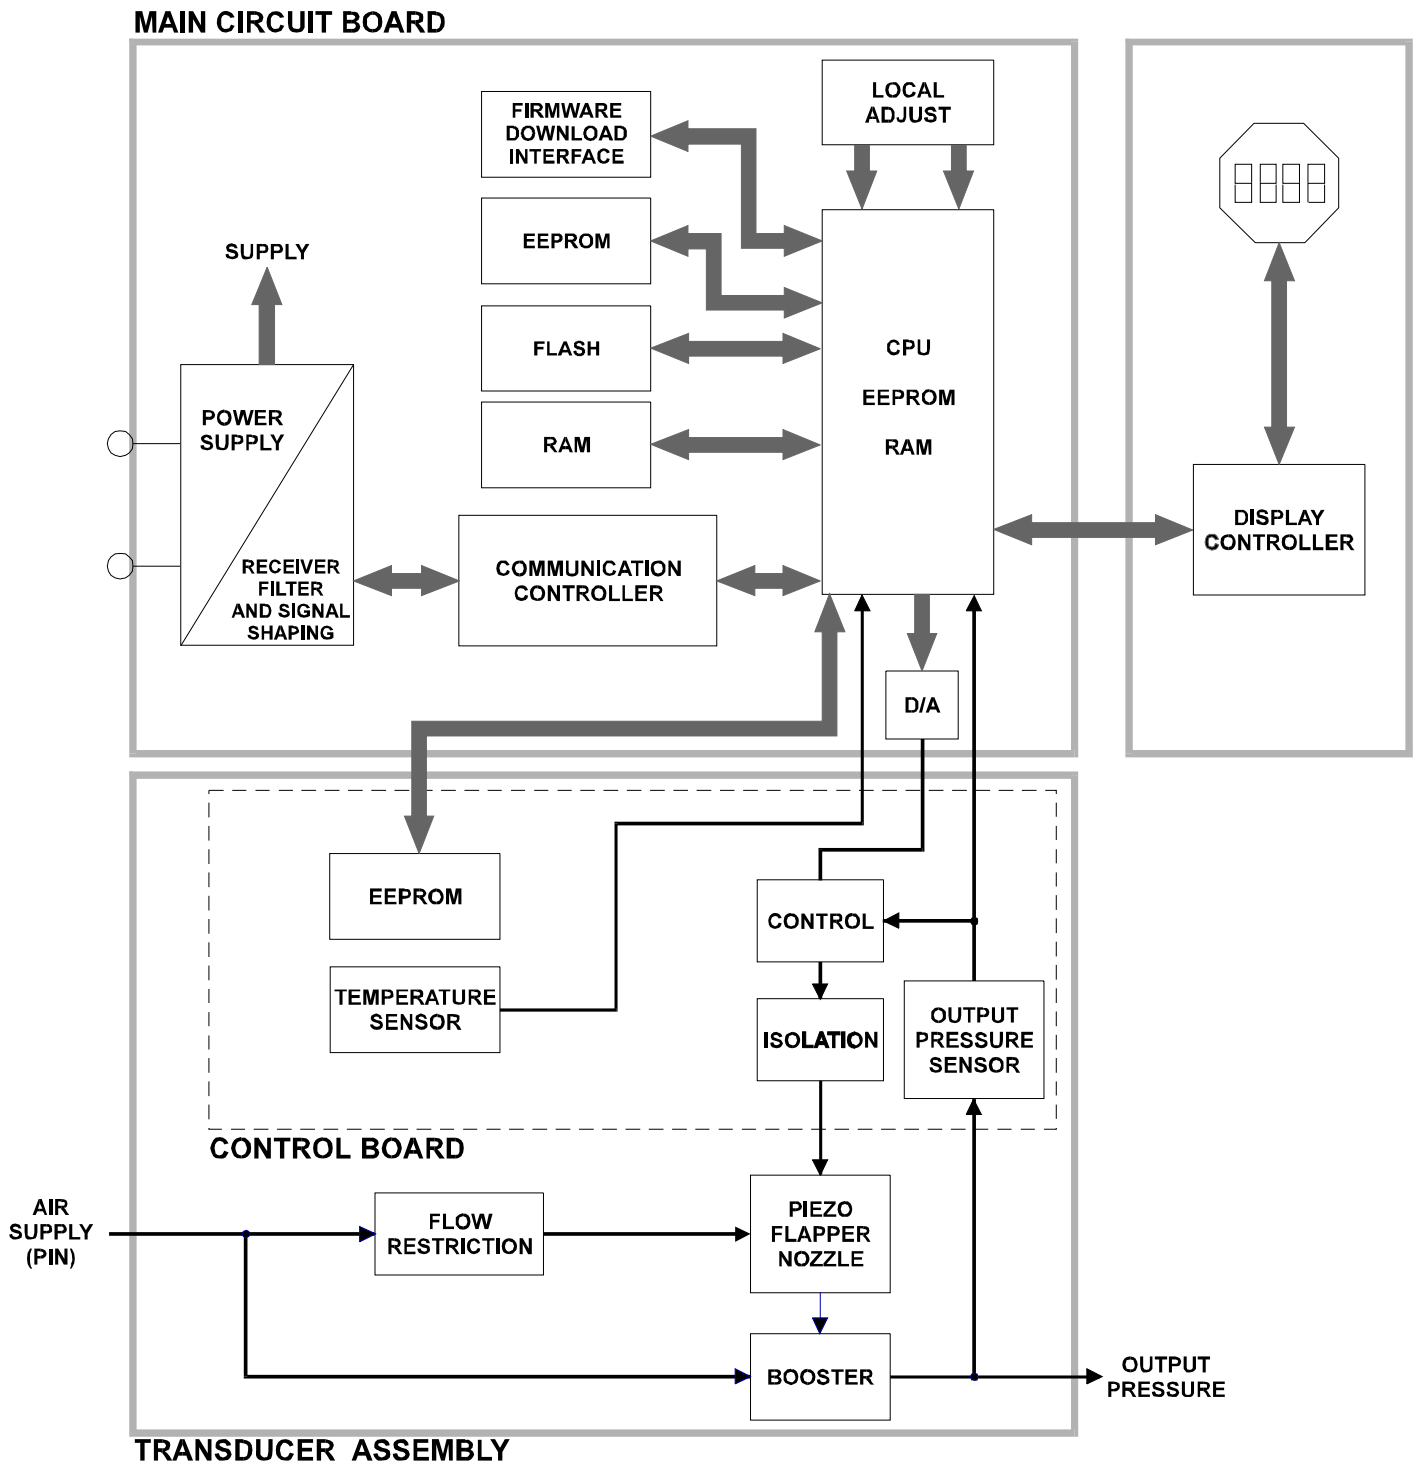 MAIN CIRCUIT BOARD
LOCAL
ADJUST
FIRMWARE
DOWNLOAD
INTERFACE
EEPROM
SUPPLY
FLASH
CPU
EEPROM
RAM
POWER
SUPPLY
RAM
RECEIVER
FILTER
AND SIGNAL
SHAPING
COMMUNICATION
CONTROLLER
DISPLAY
CONTROLLER
D/A
EEPROM
CONTROL
TEMPERATURE
SENSOR
ISOLATION
OUTPUT
PRESSURE
SENSOR
CONTROL BOARD
AIR
SUPPLY
(PIN)
FLOW
RESTRICTION
PIEZO
FLAPPER
NOZZLE
BOOSTER
OUTPUT
PRESSURE
TRANSDUCER ASSEMBLY